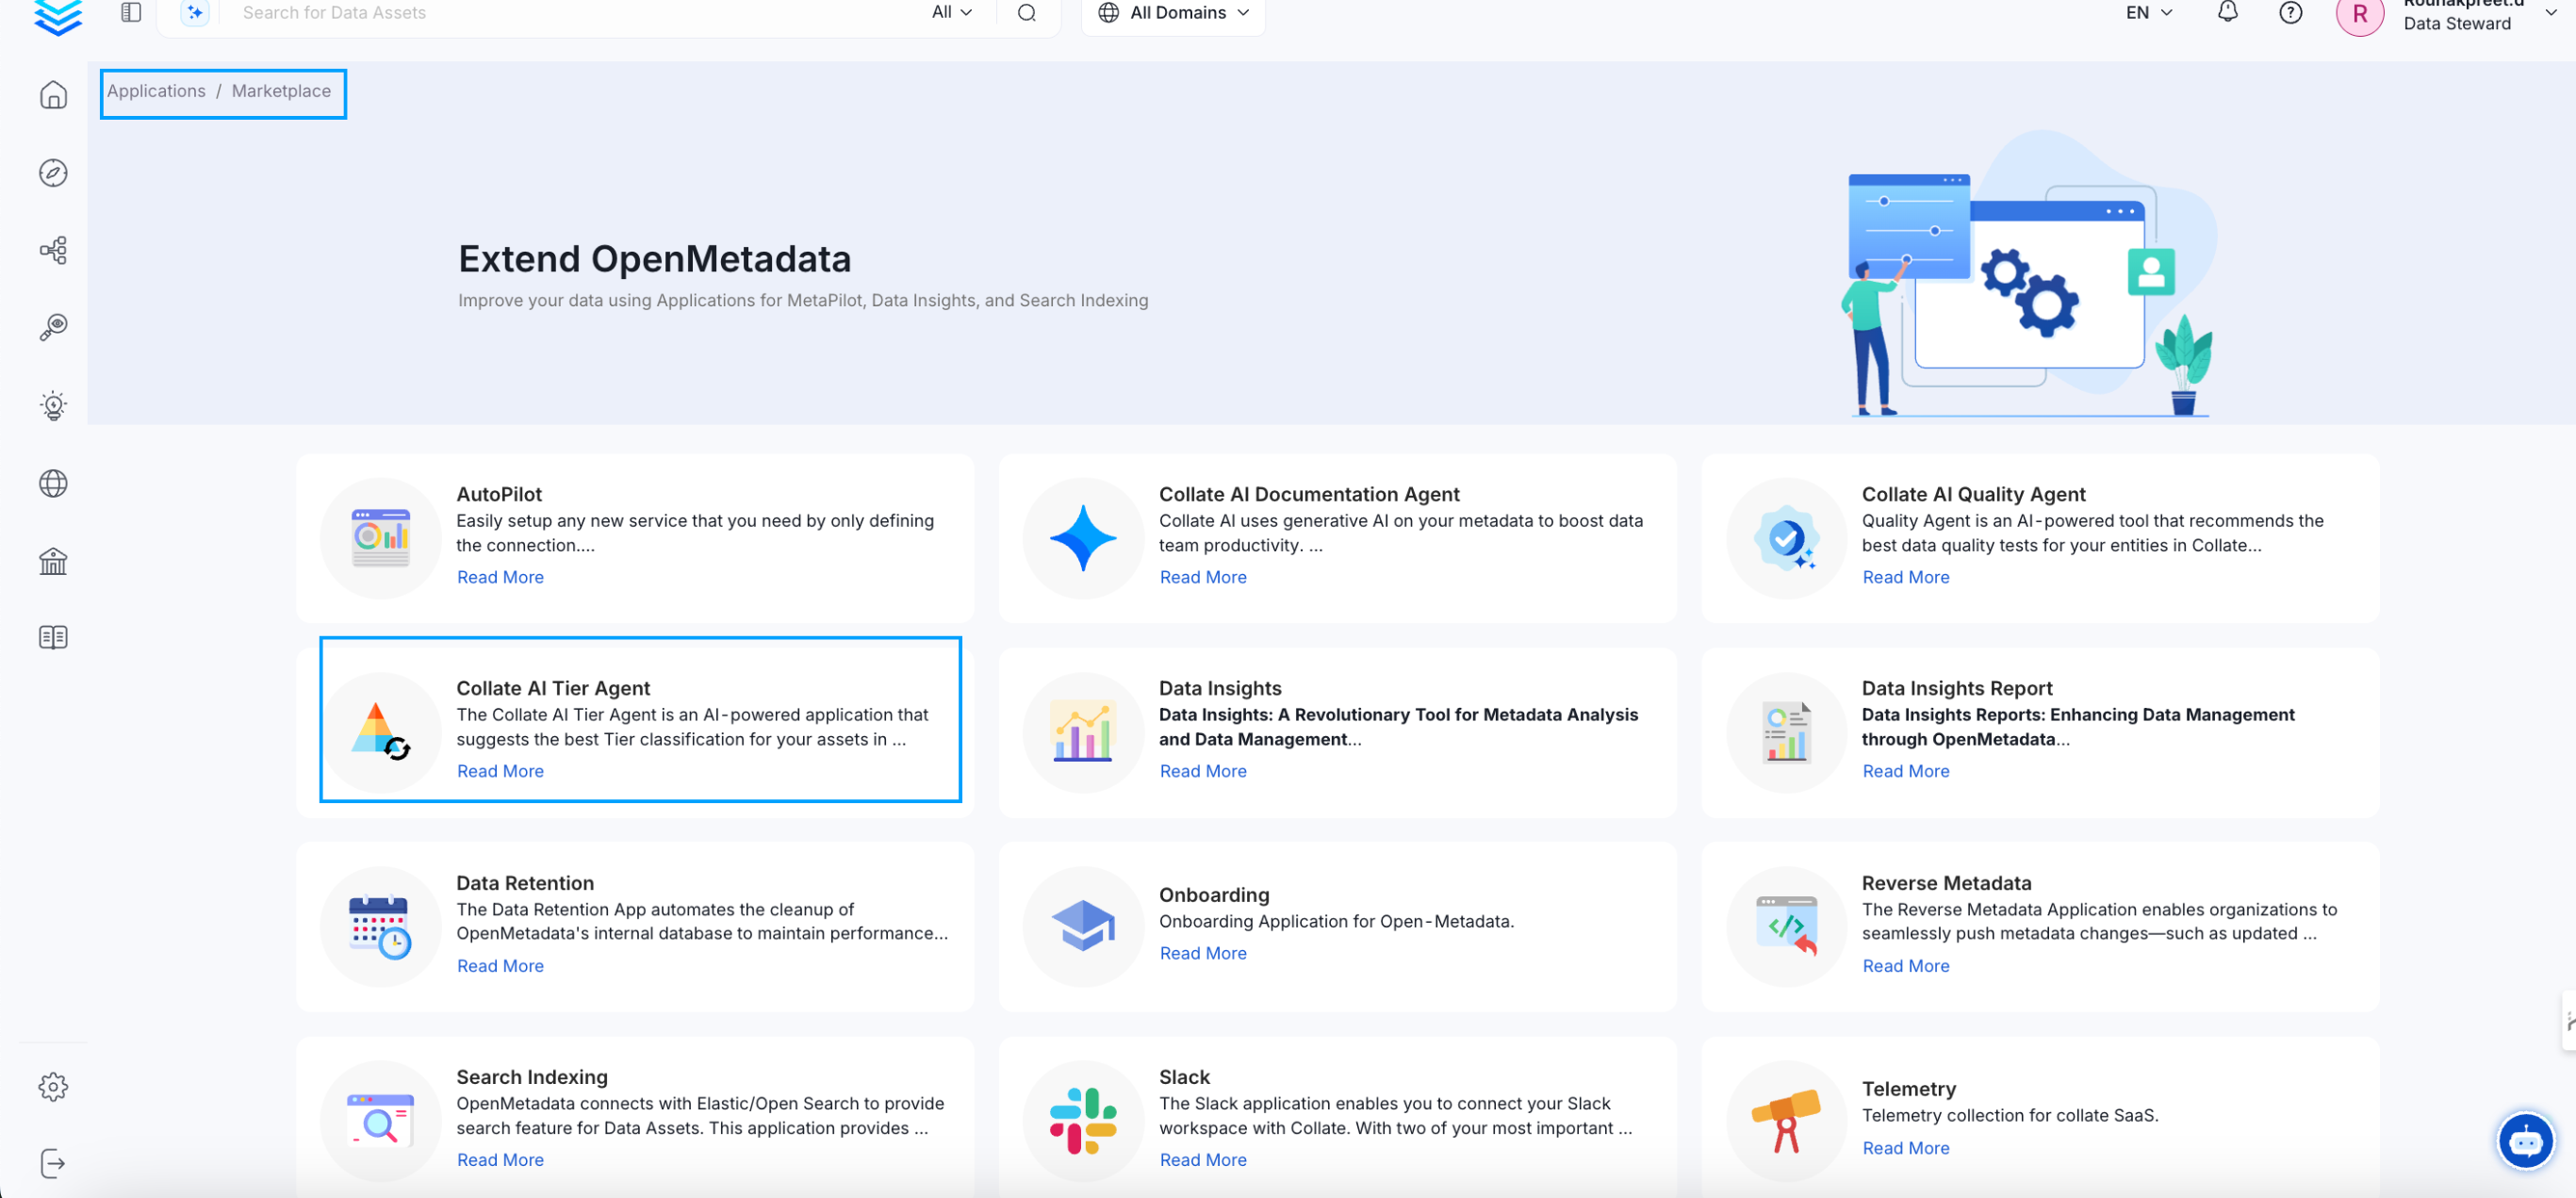 Search for Data Assets
All
All Domains
EN
R
Rounakpreet.d
Data Steward
Applications / Marketplace
Extend OpenMetadata
Improve your data using Applications for MetaPilot, Data Insights, and Search Indexing
AutoPilot
Easily setup any new service that you need by only defining
the connection....
Read More
Collate AI Documentation Agent
Collate AI uses generative AI on your metadata to boost data
team productivity. ...
Read More
Collate AI Quality Agent
Quality Agent is an AI-powered tool that recommends the
best data quality tests for your entities in Collate...
Read More
Collate AI Tier Agent
The Collate AI Tier Agent is an AI-powered application that
suggests the best Tier classification for your assets in ...
Read More
Data Insights
Data Insights: A Revolutionary Tool for Metadata Analysis
and Data Management...
Read More
Data Insights Report
Data Insights Reports: Enhancing Data Management
through OpenMetadata...
Read More
Data Retention
The Data Retention App automates the cleanup of
OpenMetadata's internal database to maintain performance...
Read More
Onboarding
Onboarding Application for Open-Metadata.
Read More
Reverse Metadata
The Reverse Metadata Application enables organizations to
seamlessly push metadata changes—such as updated ...
Read More
Search Indexing
OpenMetadata connects with Elastic/Open Search to provide
search feature for Data Assets. This application provides ...
Read More
Slack
The Slack application enables you to connect your Slack
workspace with Collate. With two of your most important ...
Read More
Telemetry
Telemetry collection for collate SaaS.
Read More